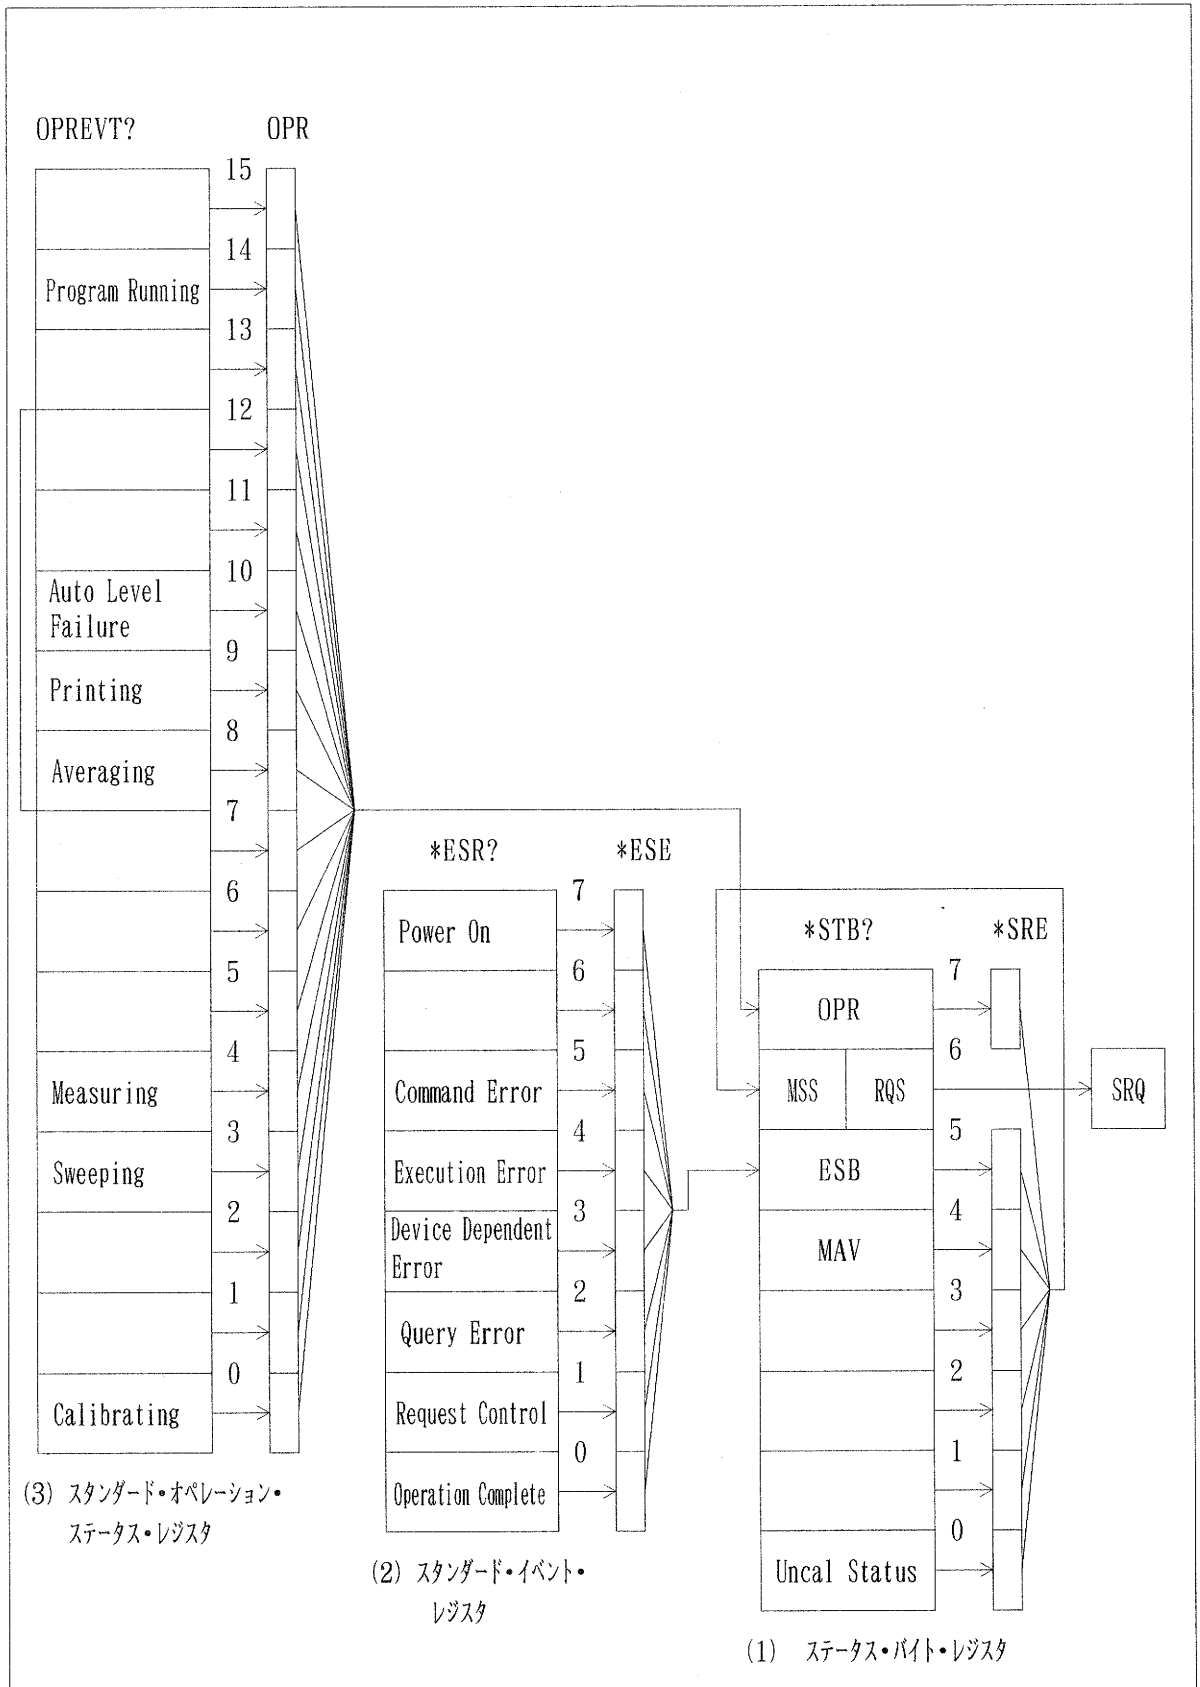 OPREVT?
OPR
15
14
Program Running
13
12
11
10
Auto Level
Failure
9
Printing
8
Averaging
7
6
5
4
Measuring
3
Sweeping
2
1
0
Calibrating
(3) スタンダード・オペレーション・
ステータス・レジスタ
*ESR?
*ESE
7
Power On
6
5
Command Error
4
Execution Error
3
Device Dependent
Error
2
Query Error
1
Request Control
0
Operation Complete
(2) スタンダード・イベント・
レジスタ
*STB?
*SRE
7
OPR
6
MSS
RQS
SRQ
5
ESB
4
MAV
3
2
1
0
Uncal Status
(1) ステータス・バイト・レジスタ